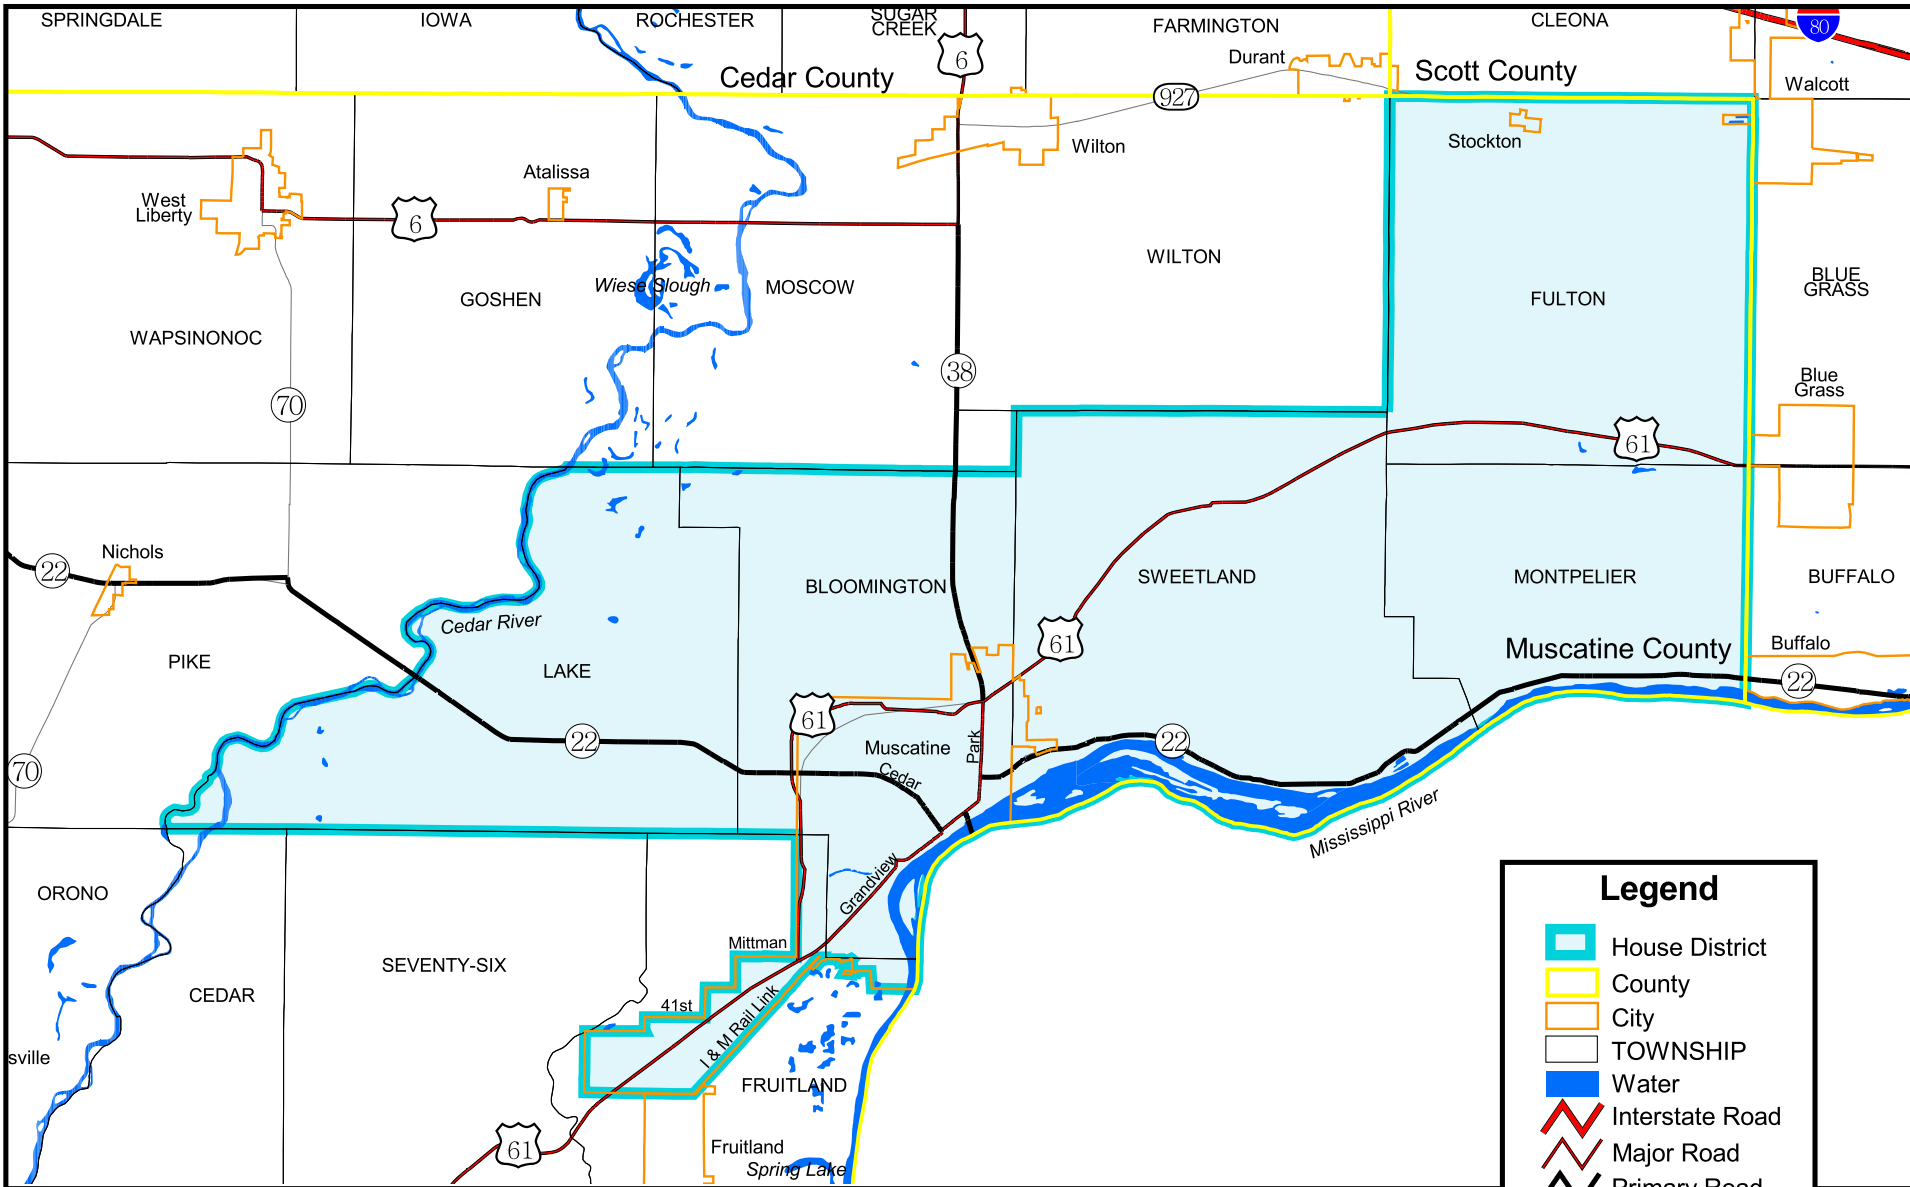 SPRINGDALE
IOWA
ROCHESTER
SUGAR
CREEK
FARMINGTON
CLEONA
80
6
Durant
Cedar County
Scott County
Walcott
927
Stockton
Wilton
Atalissa
West
Liberty
6
WILTON
Wiese Slough
MOSCOW
GOSHEN
FULTON
BLUE
GRASS
WAPSINONOC
38
Blue
Grass
70
61
Nichols
22
BLOOMINGTON
SWEETLAND
MONTPELIER
BUFFALO
Cedar River
61
Muscatine County
Buffalo
PIKE
LAKE
22
61
22
22
Muscatine
Park
Cedar
70
Mississippi River
Grandview
ORONO
Mittman
SEVENTY-SIX
CEDAR
41st
I & M Rail Link
sville
FRUITLAND
61
Fruitland
Spring Lake
Legend
House District
County
City
TOWNSHIP
Water
Interstate Road
Major Road
Primary Road